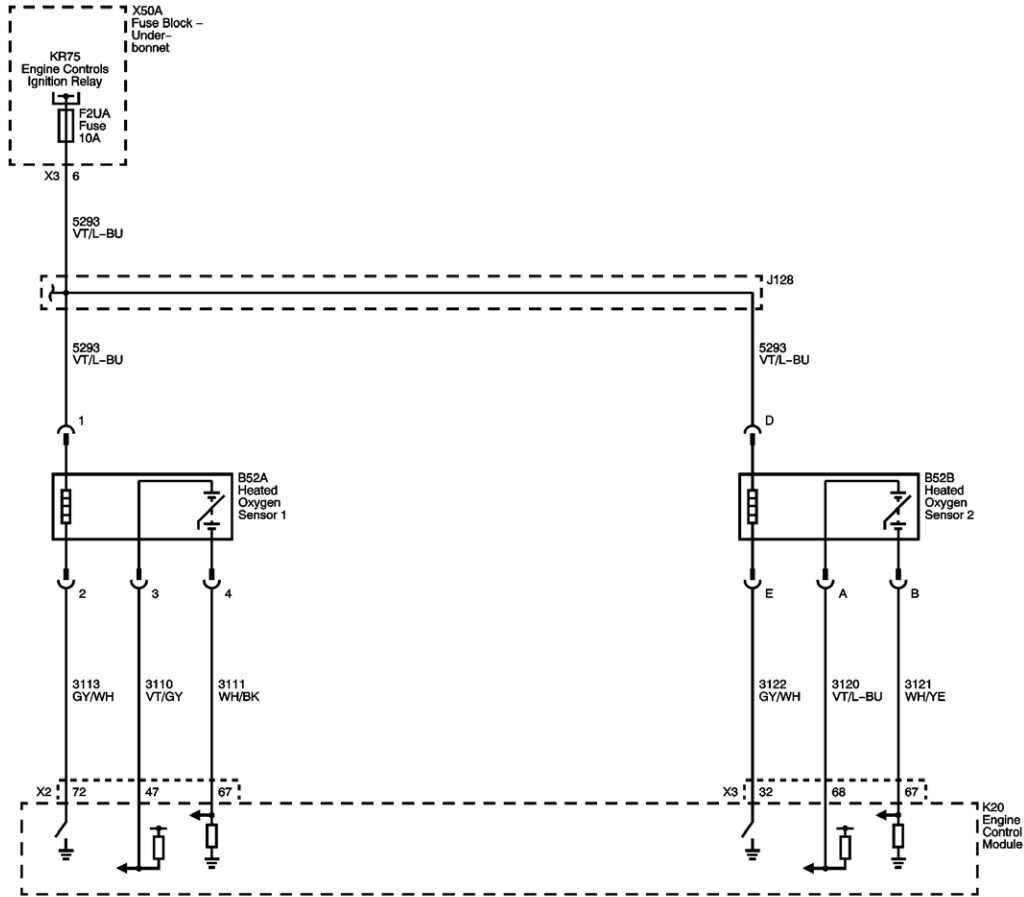 X50A
Fuse Block –
Under-
bonnet
KR75
Engine Controls
Ignition Relay
F2UA
Fuse
10A
X3 6
5293
VT/L–BU
J128
5293
VT/L–BU
5293
VT/L–BU
1
D
B52A
Heated
Oxygen
Sensor 1
B52B
Heated
Oxygen
Sensor 2
2 3 4
E A B
3113
GY/WH
3110
VT/GY
3111
WH/BK
3122
GY/WH
3120
VT/L–BU
3121
WH/YE
X2 72 47 67
X3 32 68 67
K20
Engine
Control
Module